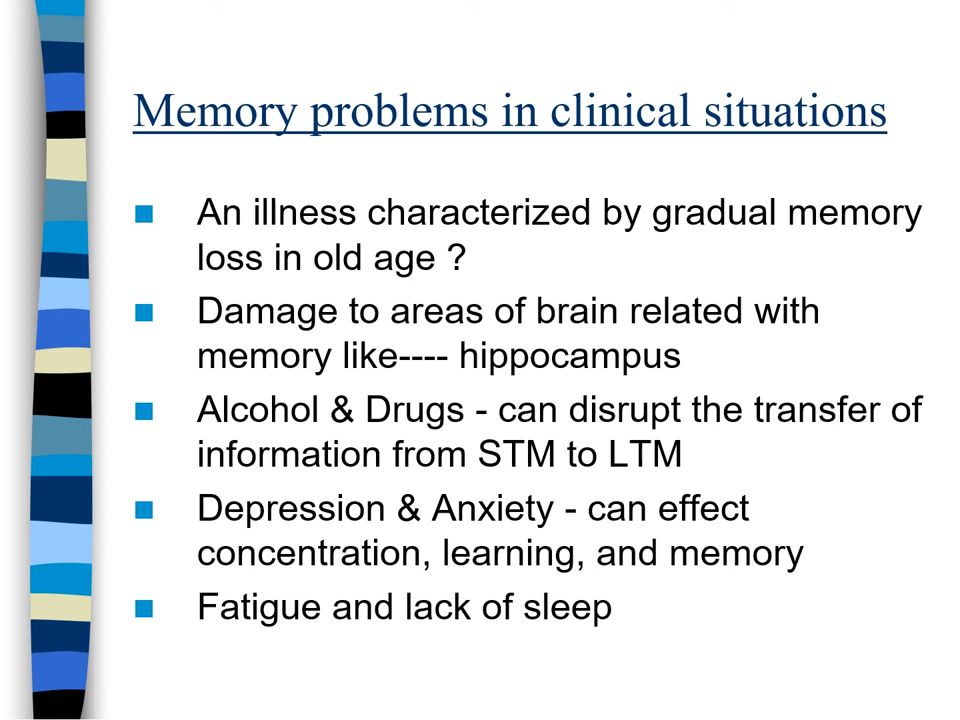 Memory problems in clinical situations
An illness characterized by gradual memory
loss in old age ?
Damage to areas of brain related with
memory like---- hippocampus
Alcohol & Drugs - can disrupt the transfer of
information from STM to LTM
Depression & Anxiety - can effect
concentration, learning, and memory
Fatigue and lack of sleep